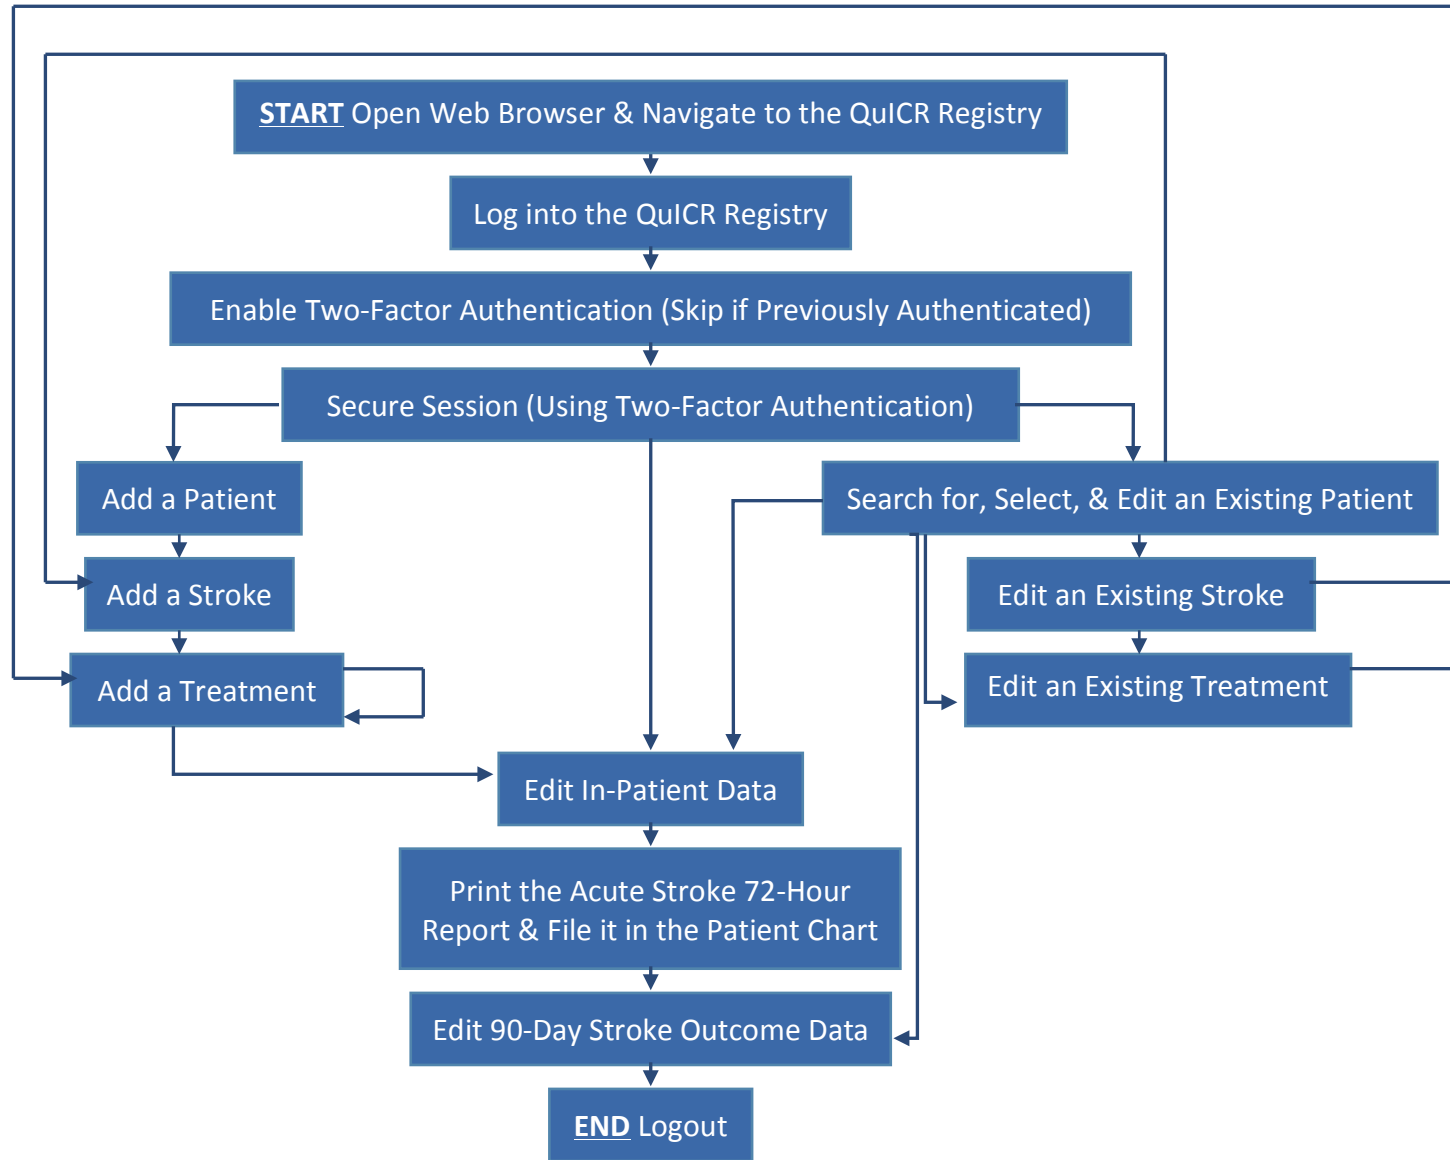 START Open Web Browser & Navigate to the QuICR Registry
Log into the QuICR Registry
Enable Two-Factor Authentication (Skip if Previously Authenticated)
Secure Session (Using Two-Factor Authentication)
Add a Patient
Search for, Select, & Edit an Existing Patient
Add a Stroke
Edit an Existing Stroke
Add a Treatment
Edit an Existing Treatment
Edit In-Patient Data
Print the Acute Stroke 72-Hour
Report & File it in the Patient Chart
Edit 90-Day Stroke Outcome Data
END Logout